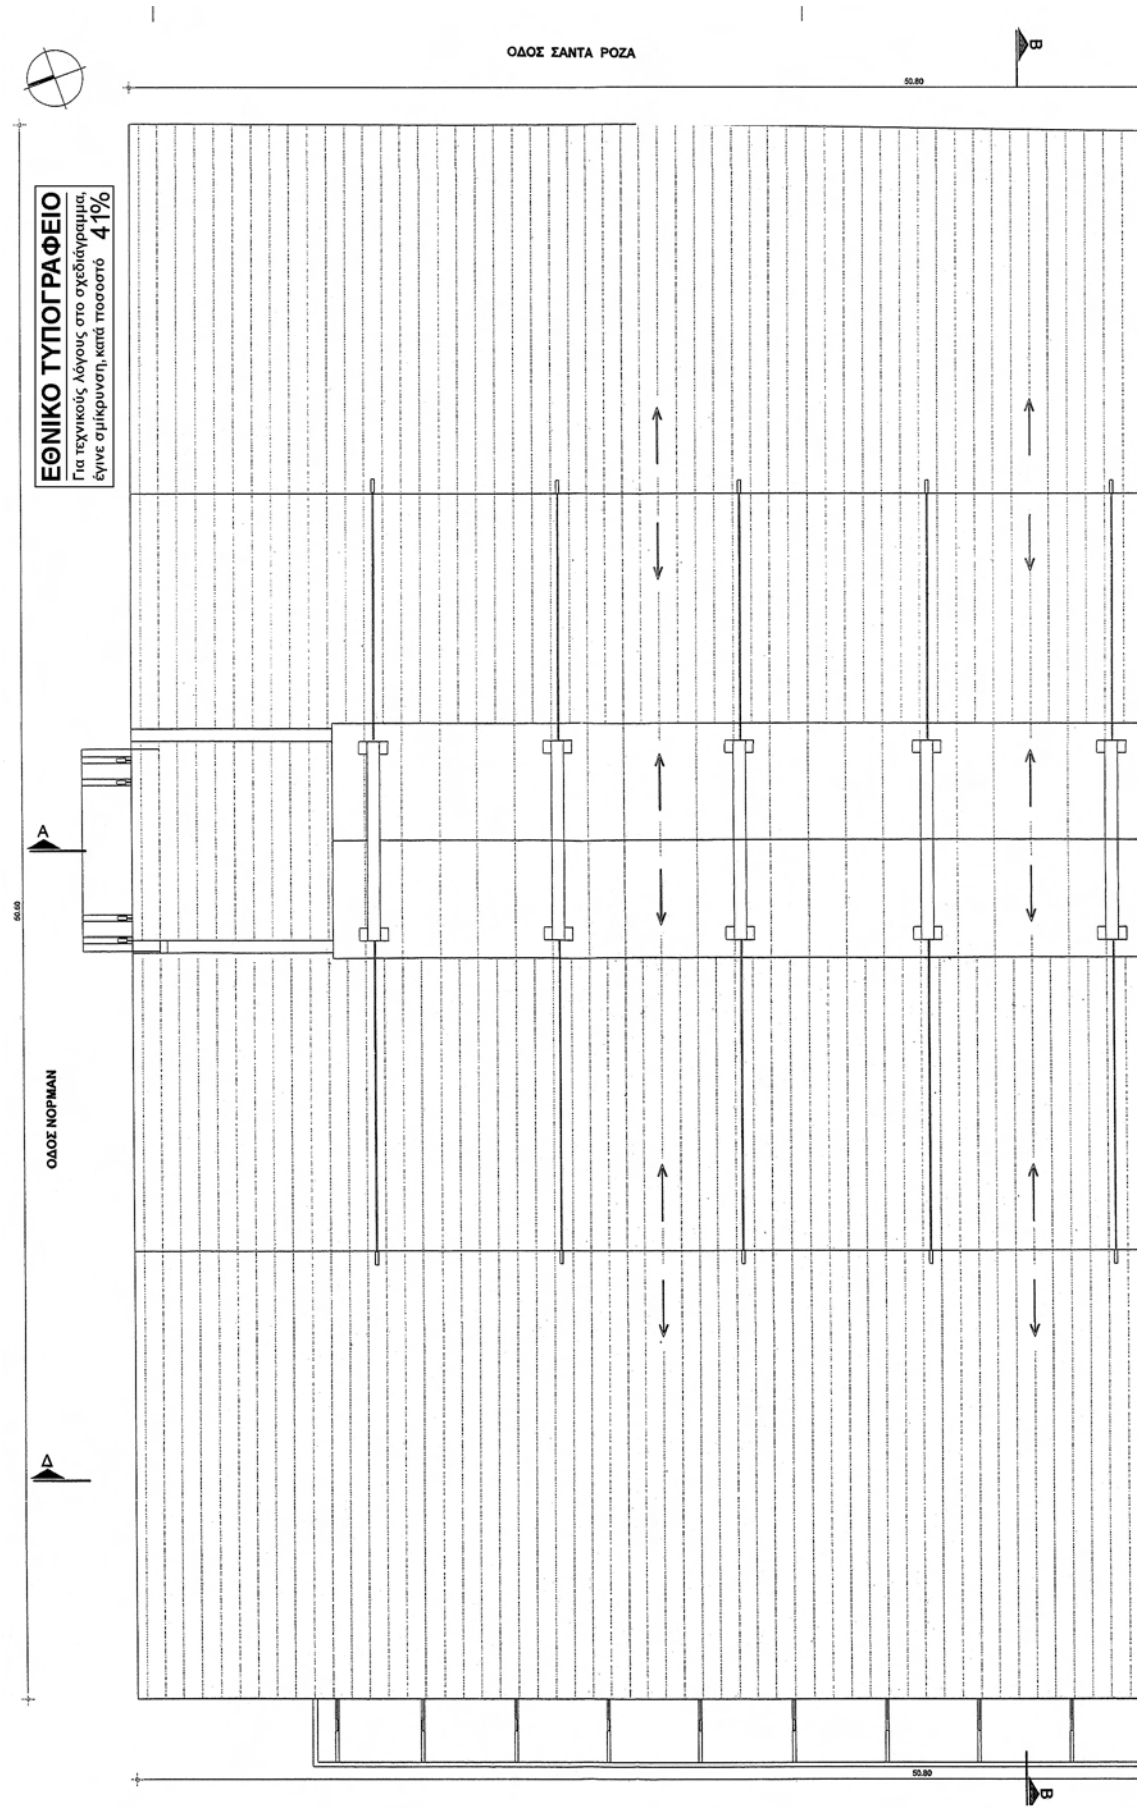 ΟΔΟΣ ΣΑΝΤΑ ΡΟΖΑ
Β
50.80
ΕΘΝΙΚΟ ΤΥΠΟΓΡΑΦΕΙΟ
Για τεχνικούς λόγους στο σχεδιάγραμμα,
έγινε σμίκρυνση, κατά ποσοστό 41%
Α
50.60
ΟΔΟΣ ΝΟΡΜΑΝ
Δ
50.80
Β